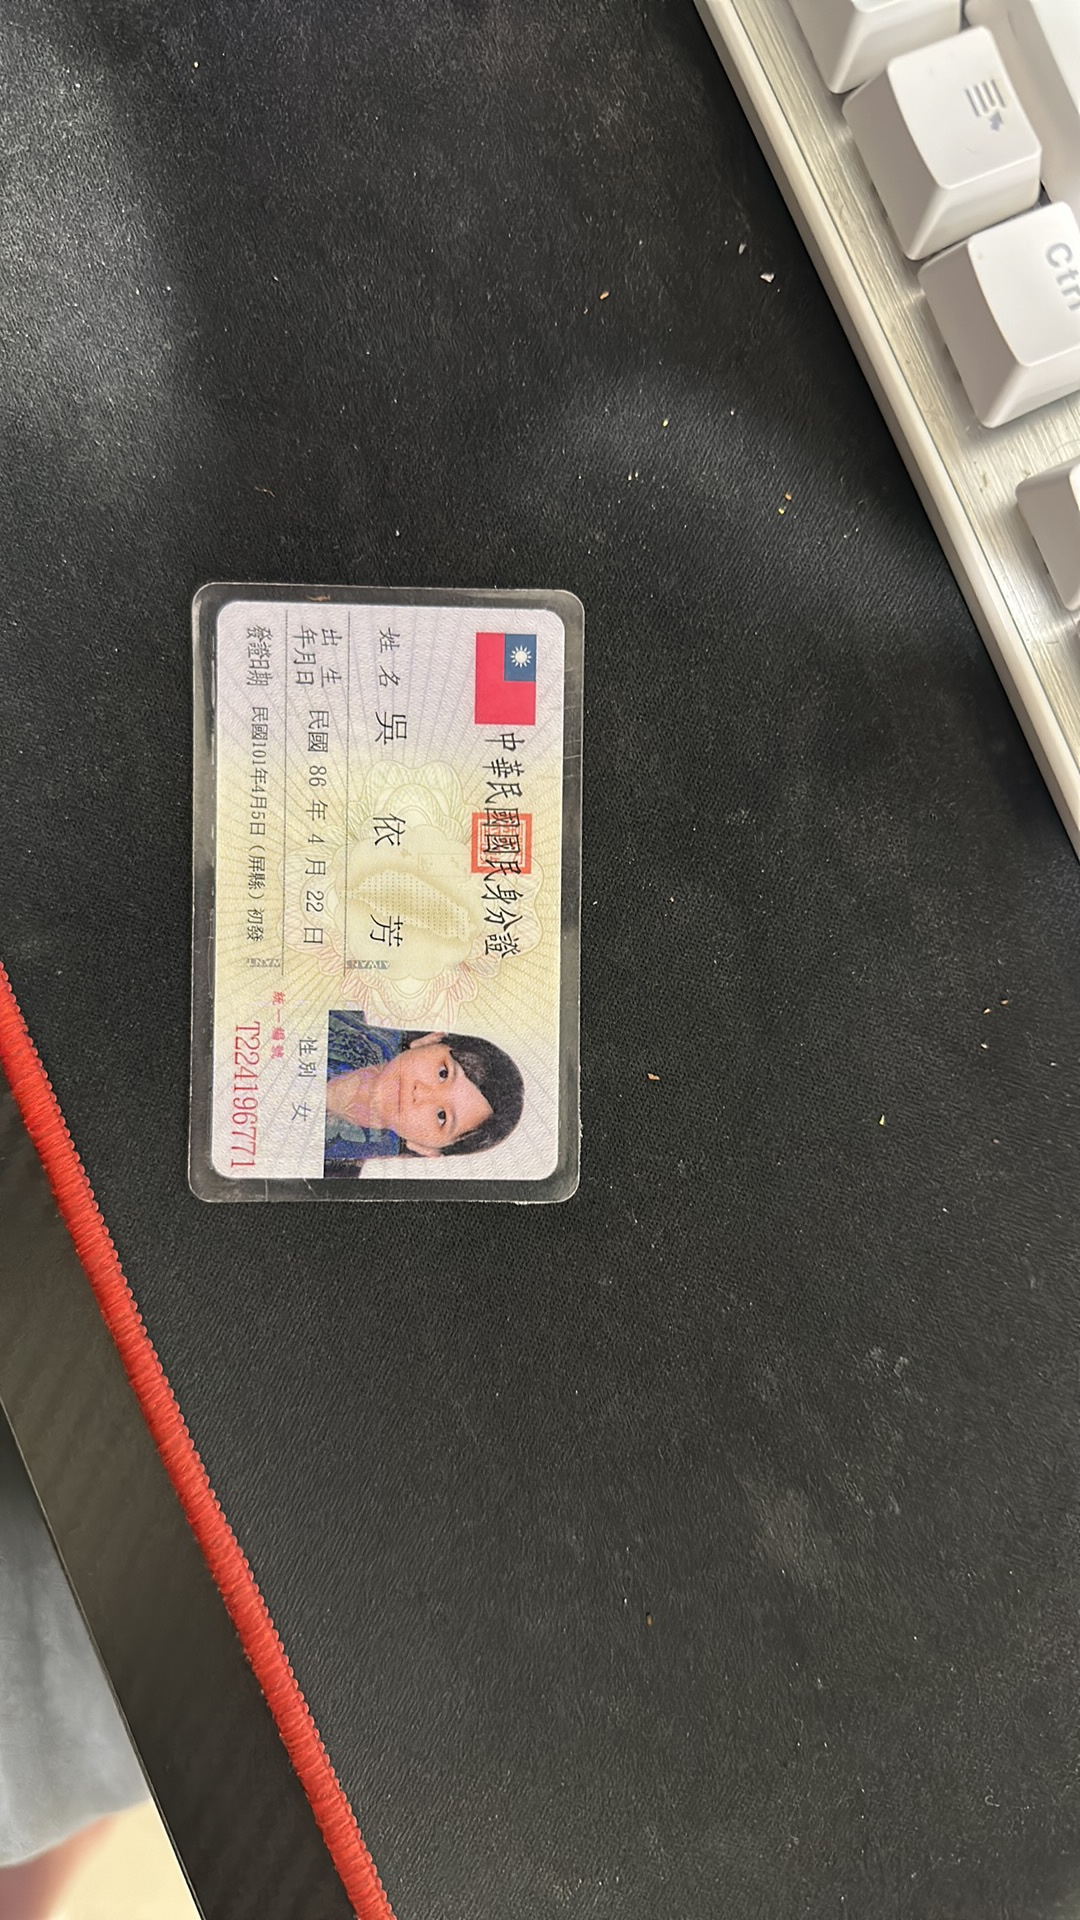 中華民國國民身分證
姓名 吳依芳
出生年月日 民國 86 年 4 月 22 日
性別 女
發證日期 民國101年4月5日（屏縣）初發
統一編號
T224196771
Ctrl